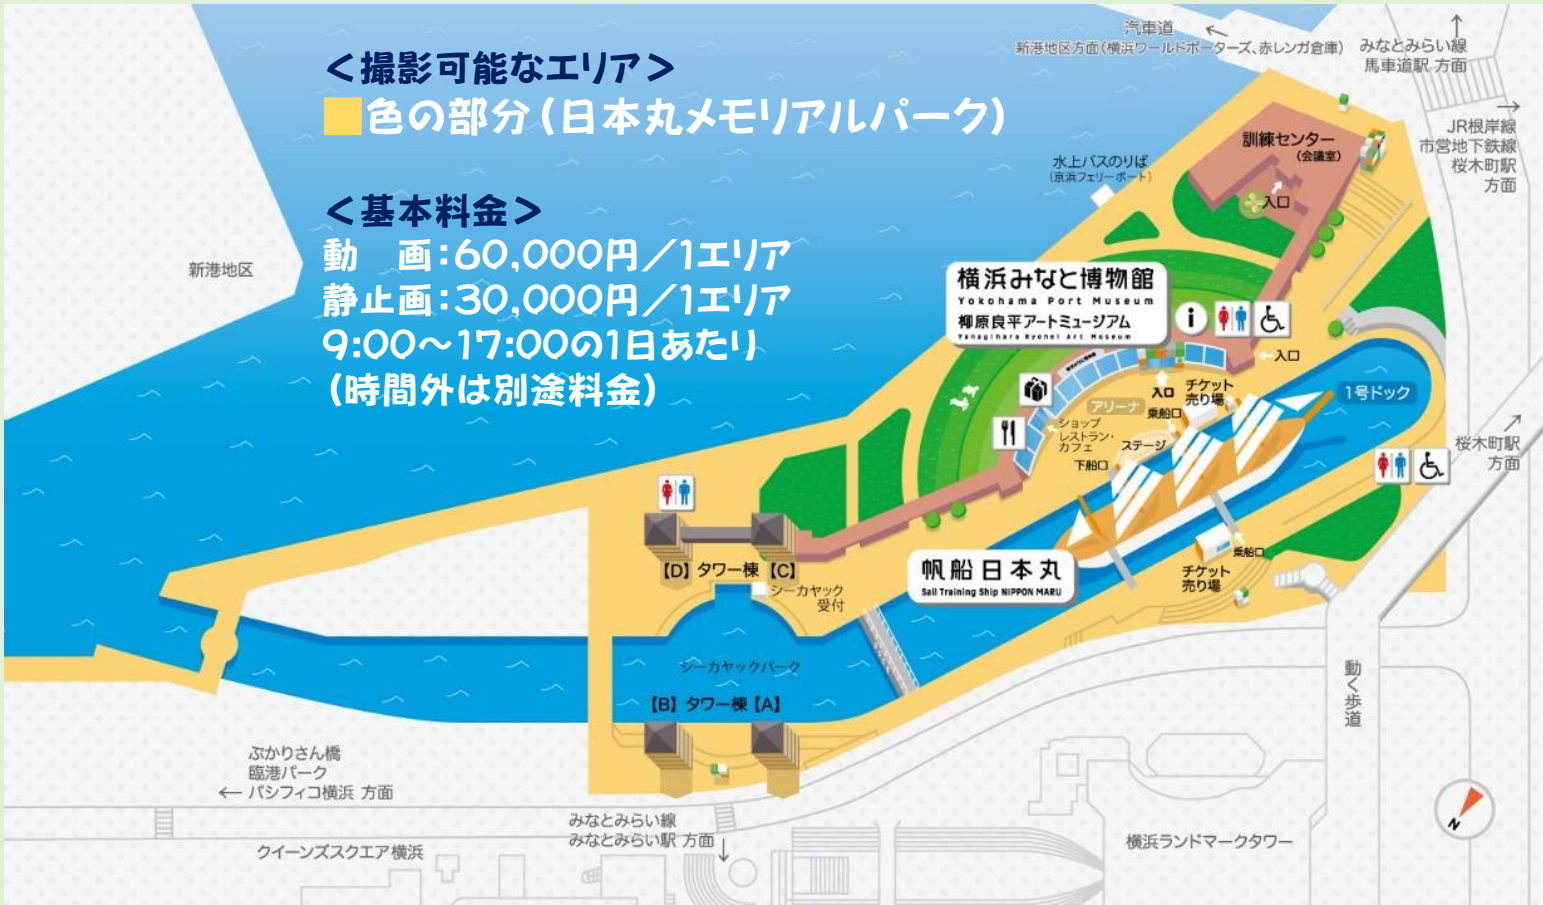 <撮影可能なエリア>
色の部分(日本丸メモリアルパーク)
<基本料金>
動　画:60,000円/1エリア
静止画:30,000円/1エリア
9:00～17:00の1日あたり
(時間外は別途料金)
汽車道
新港地区方面(横浜ワールドポーターズ、赤レンガ倉庫)
みなとみらい線
馬車道駅 方面
JR根岸線
市営地下鉄線
桜木町駅
方面
訓練センター
(会議室)
入口
水上バスのりば
(京浜フェリーボート)
新港地区
横浜みなと博物館
Yokohama Port Museum
柳原良平アートミュージアム
Yanagihara Ryohei Art Museum
i
入口
入口
チケット
売り場
乗船口
アリーナ
ショップ
レストラン・
カフェ
ステージ
下船口
1号ドック
桜木町駅
方面
帆船日本丸
Sail Training Ship NIPPON MARU
乗船口
チケット
売り場
【D】 タワー棟 【C】
シーカヤック
受付
シーカヤックパーク
【B】 タワー棟 【A】
動く歩道
ぷかりさん橋
臨港パーク
パシフィコ横浜 方面
みなとみらい線
みなとみらい駅 方面
クイーンズスクエア横浜
横浜ランドマークタワー
N